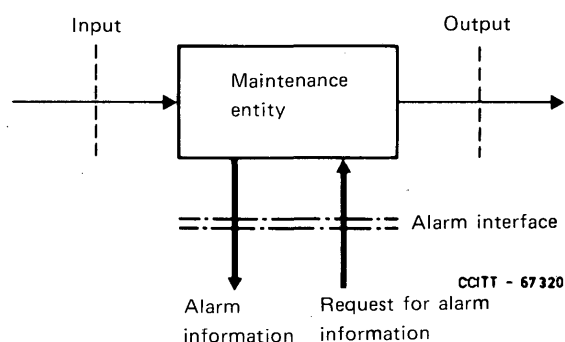 Input
Output
Maintenance
entity
Alarm interface
CCITT - 67320
Alarm
information
Request for alarm
information